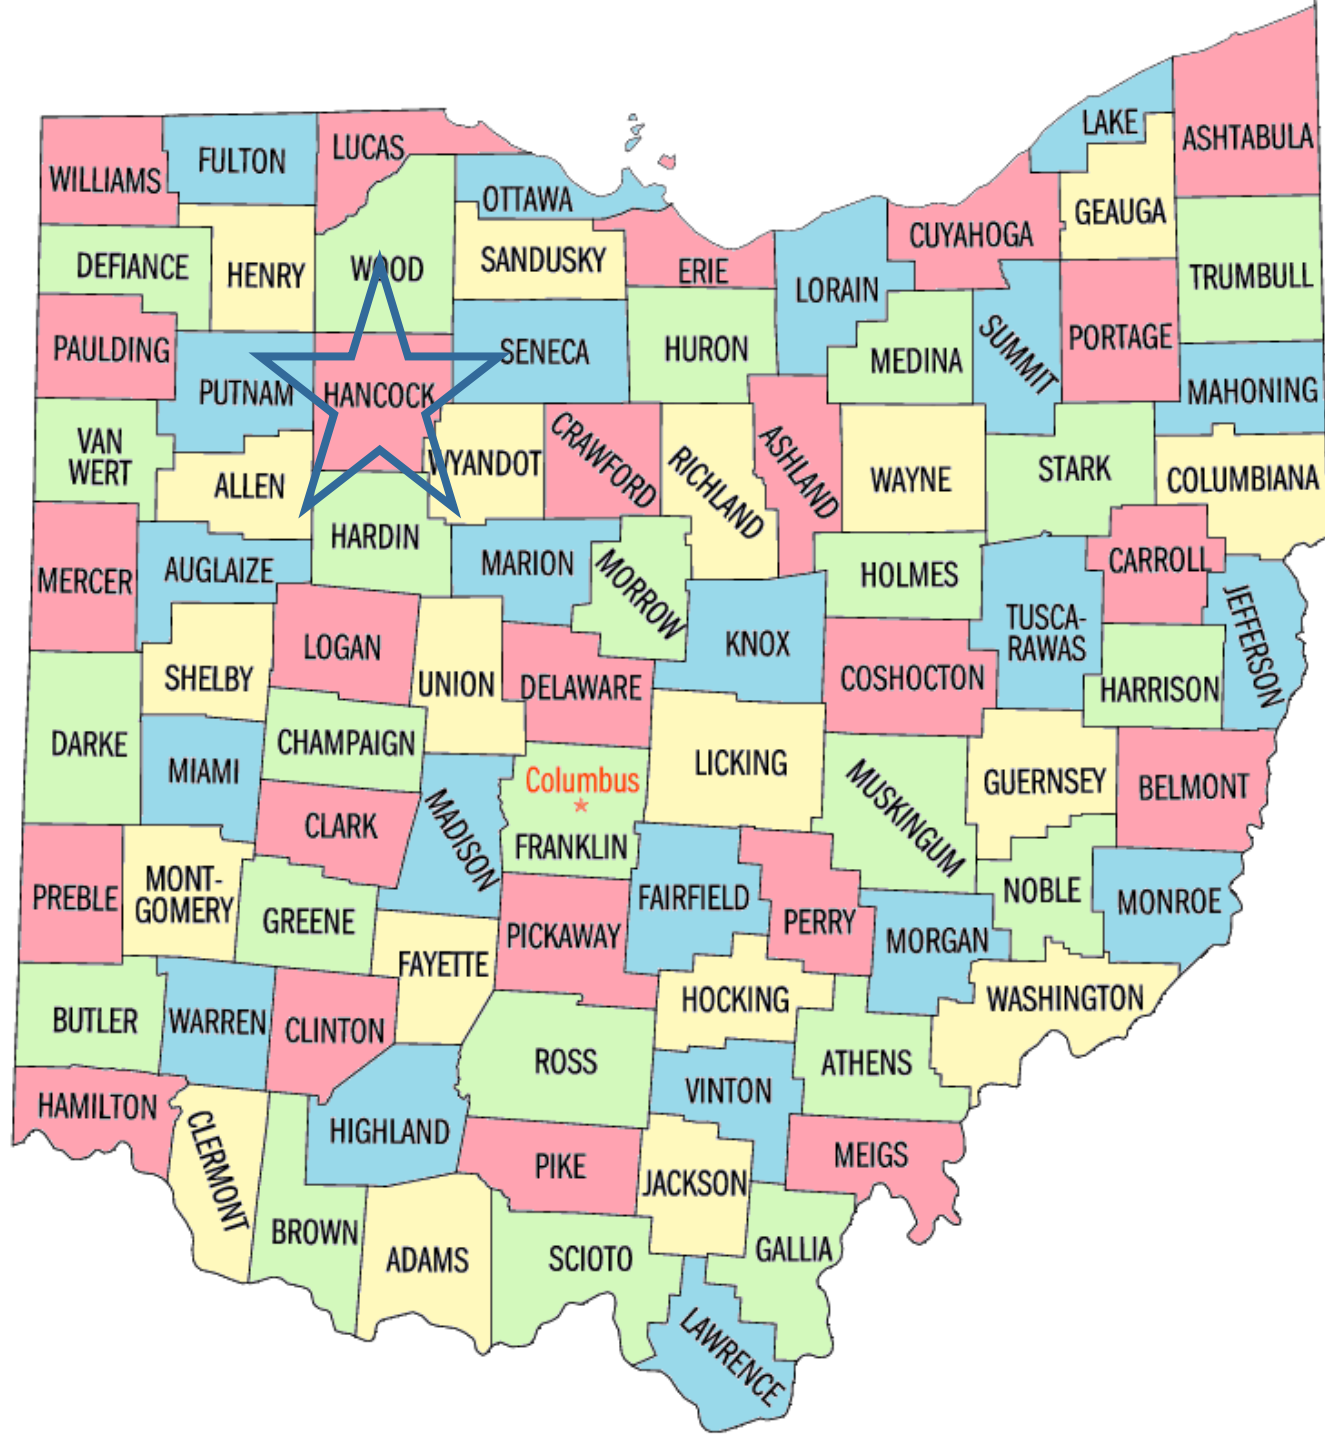 LAKE
ASHTABULA
LUCAS
FULTON
WILLIAMS
OTTAWA
GEAUGA
CUYAHOGA
DEFIANCE
HENRY
WOOD
SANDUSKY
ERIE
LORAIN
TRUMBULL
PAULDING
SENECA
HURON
MEDINA
SUMMIT
PORTAGE
PUTNAM
HANCOCK
MAHONING
VAN
WERT
ALLEN
WYANDOT
CRAWFORD
RICHLAND
ASHLAND
WAYNE
STARK
COLUMBIANA
HARDIN
MERCER
AUGLAIZE
MARION
MORROW
HOLMES
CARROLL
JEFFERSON
TUSCA-
RAWAS
LOGAN
KNOX
SHELBY
UNION
DELAWARE
COSHOCTON
HARRISON
DARKE
CHAMPAIGN
MIAMI
LICKING
Columbus
FRANKLIN
MUSKINGUM
GUERNSEY
BELMONT
CLARK
MADISON
PREBLE
MONT-
GOMERY
GREENE
FAIRFIELD
PERRY
NOBLE
MONROE
PICKAWAY
MORGAN
FAYETTE
HOCKING
WASHINGTON
BUTLER
WARREN
CLINTON
ROSS
ATHENS
VINTON
HAMILTON
CLERMONT
HIGHLAND
PIKE
JACKSON
MEIGS
BROWN
ADAMS
SCIOTO
GALLIA
LAWRENCE